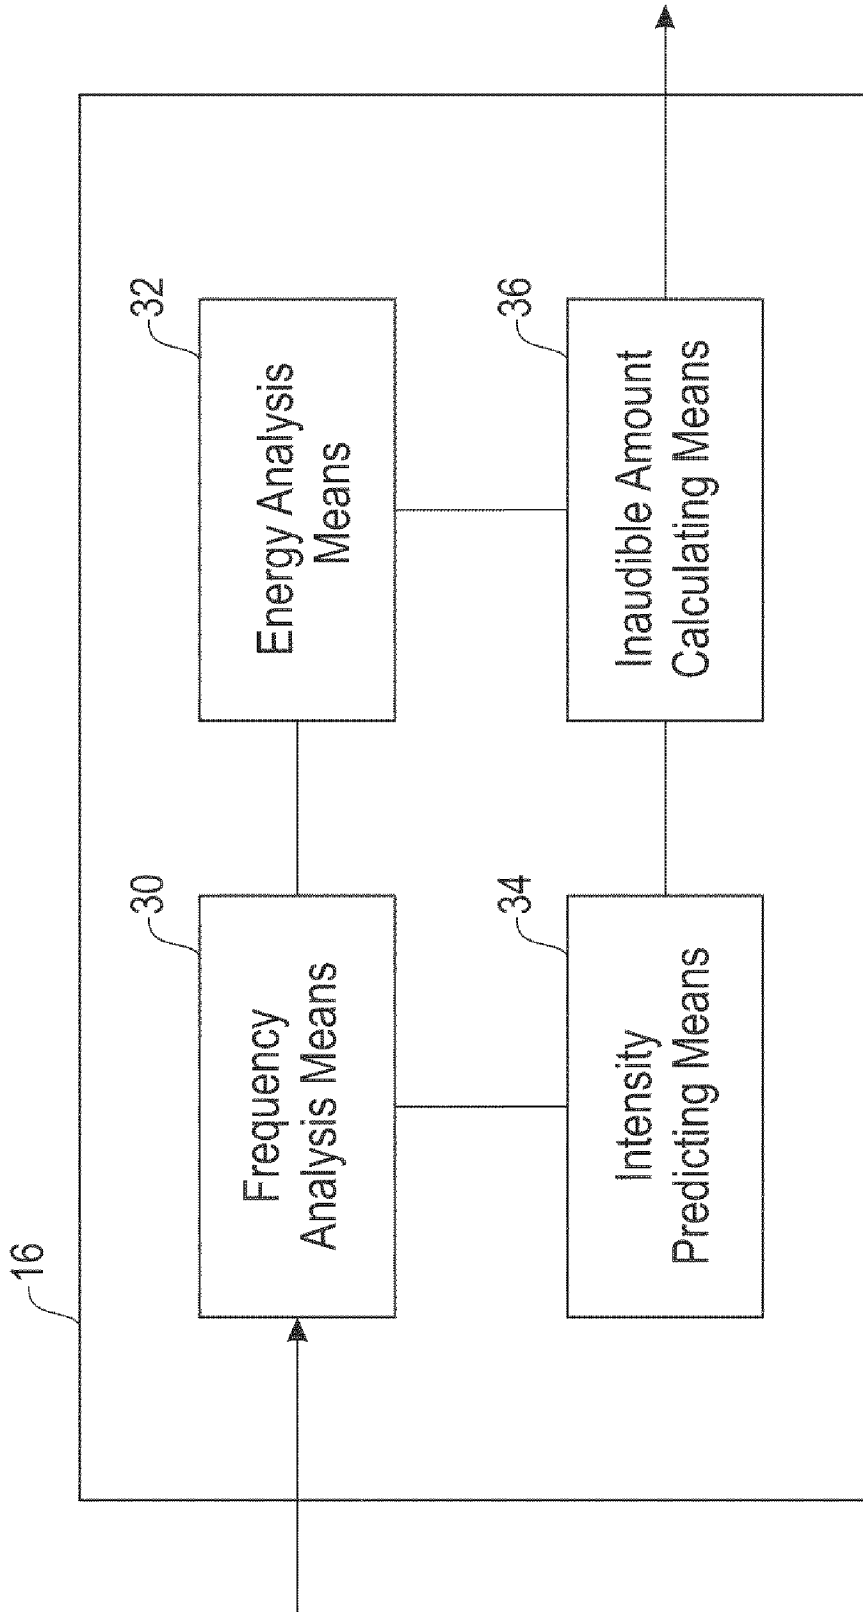 16
30
Frequency
Analysis Means
32
Energy Analysis
Means
34
Intensity
Predicting Means
36
Inaudible Amount
Calculating Means